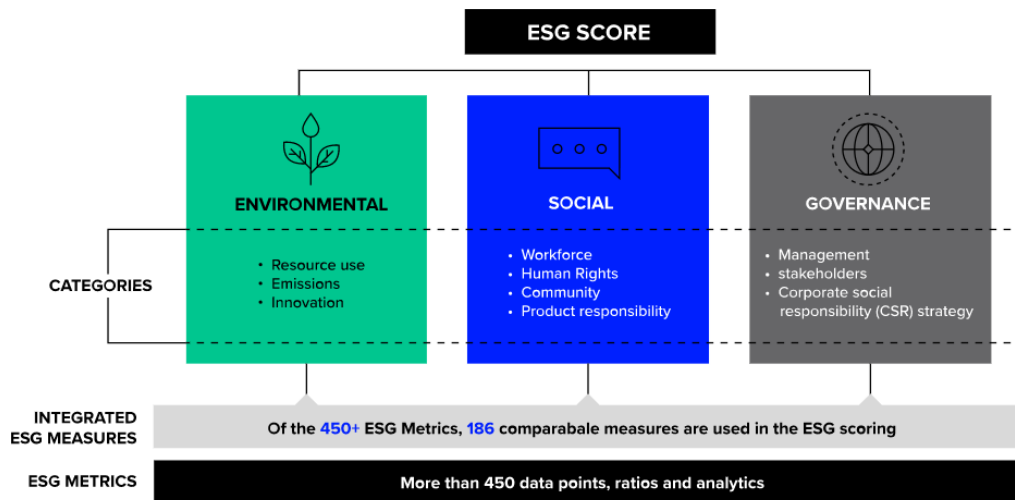 ESG SCORE
ENVIRONMENTAL
SOCIAL
GOVERNANCE
CATEGORIES
• Resource use
• Emissions
• Innovation
• Workforce
• Human Rights
• Community
• Product responsibility
• Management
• stakeholders
• Corporate social
responsibility (CSR) strategy
INTEGRATED
ESG MEASURES
Of the 450+ ESG Metrics, 186 comparabale measures are used in the ESG scoring
ESG METRICS
More than 450 data points, ratios and analytics